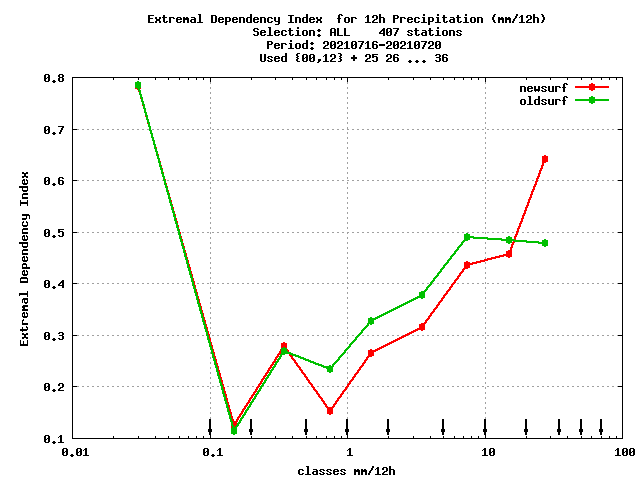 Extremal Dependency Index  for 12h Precipitation (mm/12h)
Selection: ALL    407 stations
Period: 20210716-20210720
Used {00,12} + 25 26 ... 36
newsurf
oldsurf
0.8
0.7
0.6
0.5
0.4
0.3
0.2
0.1
Extremal Dependency Index
0.01
0.1
1
10
100
classes mm/12h